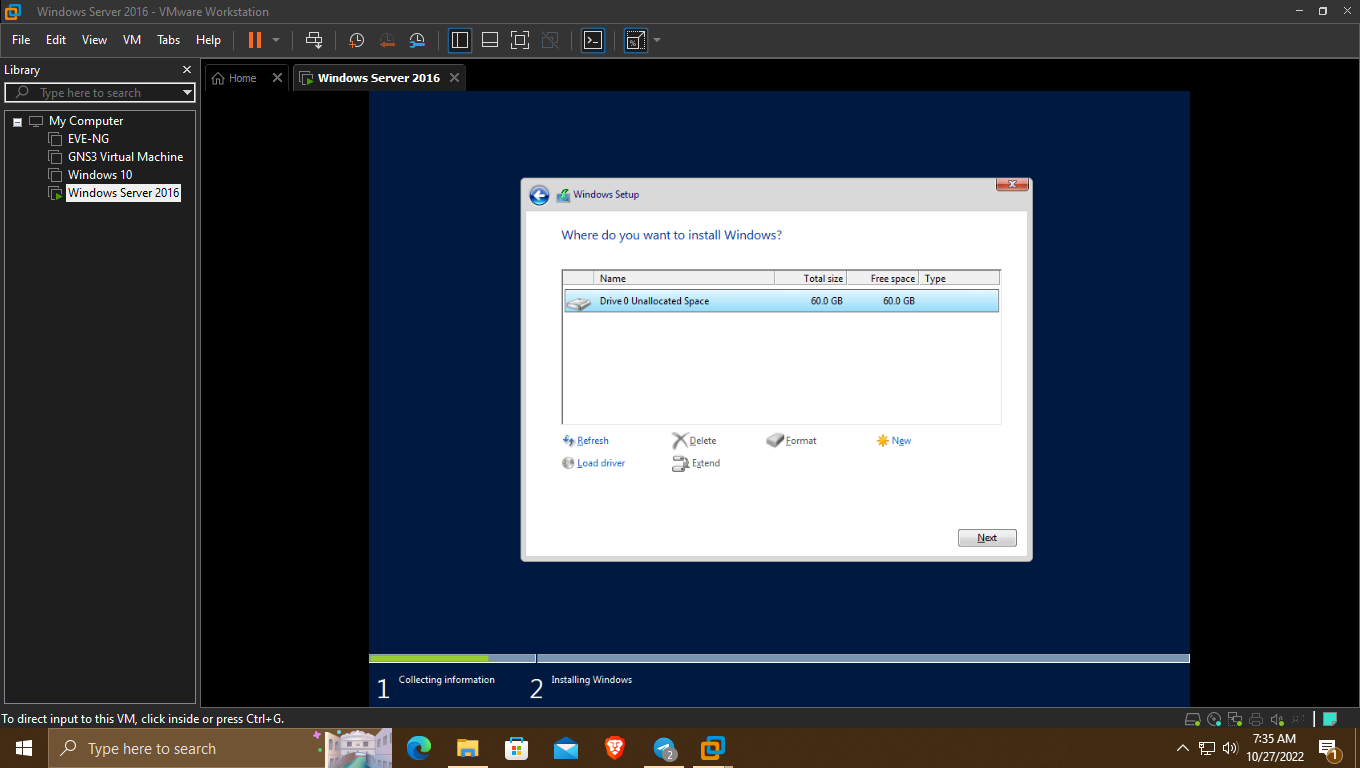 Windows Server 2016 - VMware Workstation
File Edit View VM Tabs Help
Library
Type here to search
Home
Windows Server 2016
My Computer
EVE-NG
GNS3 Virtual Machine
Windows 10
Windows Server 2016
Windows Setup
Where do you want to install Windows?
Name Total size Free space Type
Drive 0 Unallocated Space 60.0 GB 60.0 GB
Refresh Delete Format New
Load driver Extend
Next
1 Collecting information 2 Installing Windows
To direct input to this VM, click inside or press Ctrl+G.
Type here to search
2
7:35 AM
10/27/2022
1